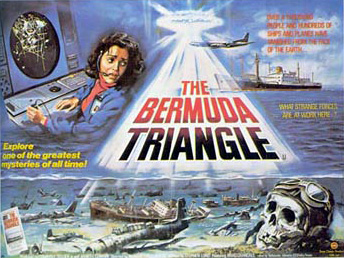 OVER A THOUSAND
PEOPLE AND HUNDREDS OF
SHIPS AND PLANES HAVE
VANISHED FROM THE FACE
OF THE EARTH...
THE
BERMUDA
TRIANGLE
U
WHAT STRANGE FORCES
ARE AT WORK HERE...
Explore
one of the greatest
mysteries of all time!